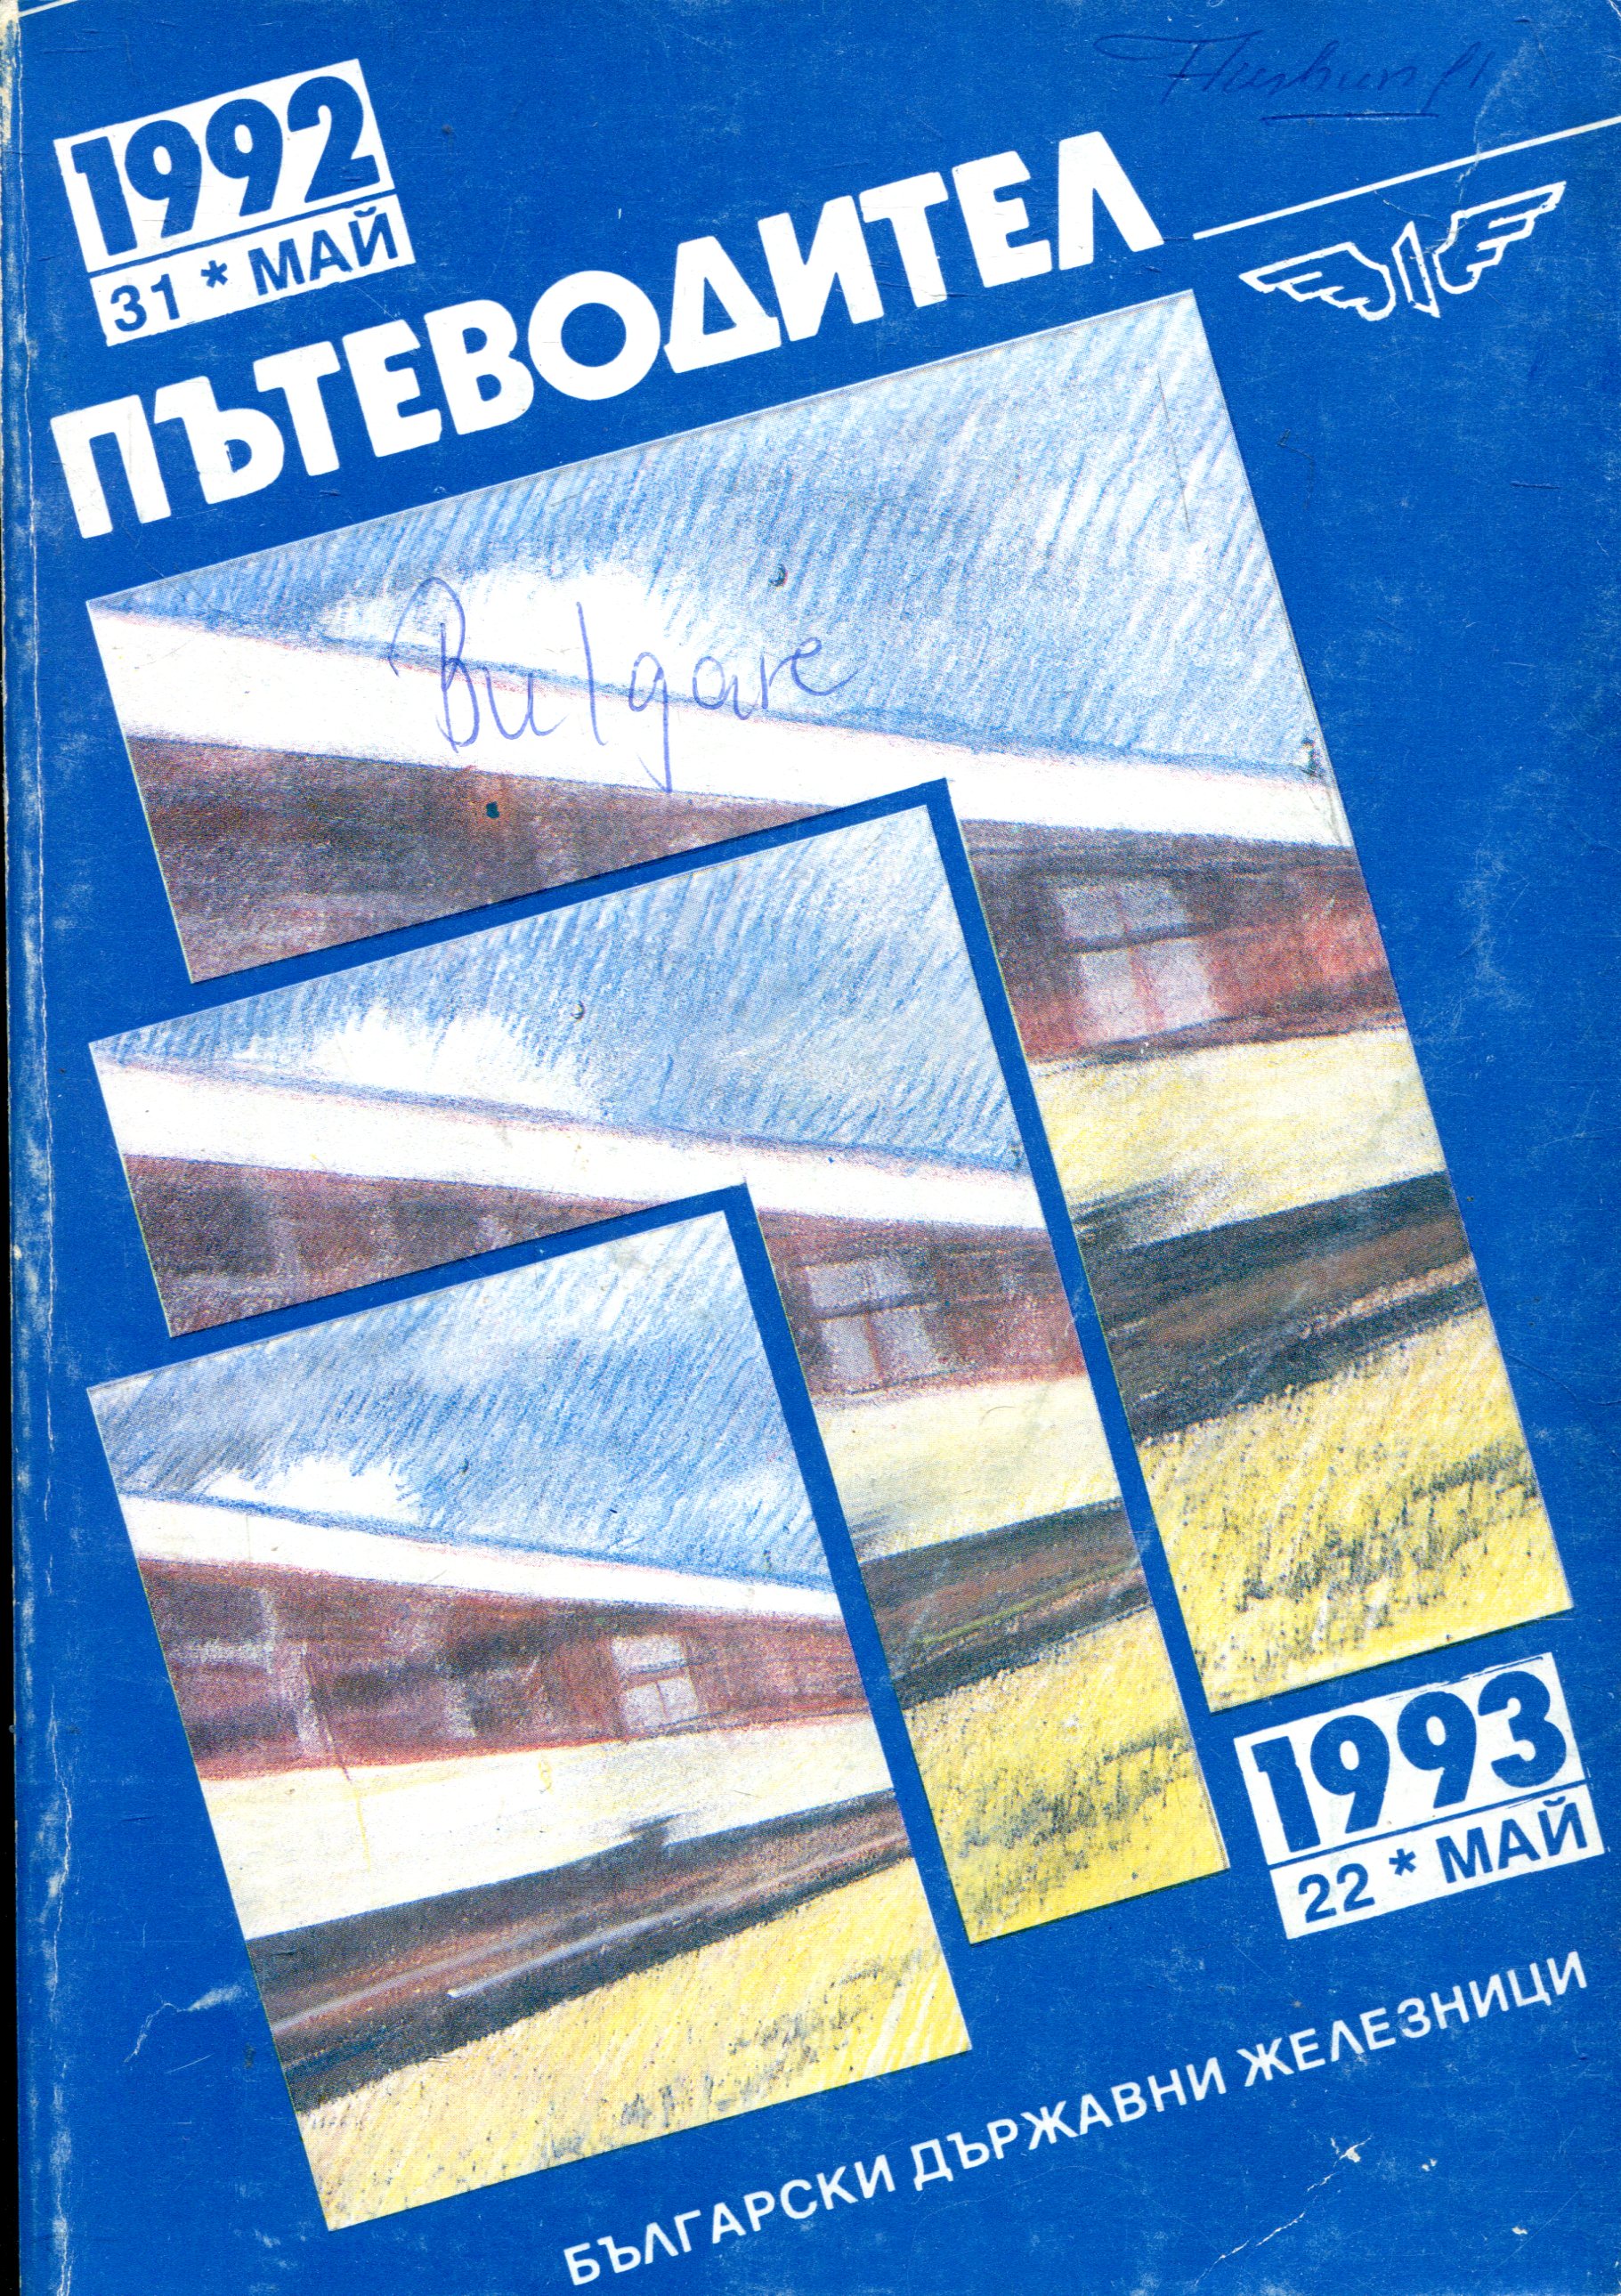 1992
31 * МАЙ
ПЪТЕВОДИТЕЛ
Bulgare
1993
22 * МАЙ
БЪЛГАРСКИ ДЪРЖАВНИ ЖЕЛЕЗНИЦИ